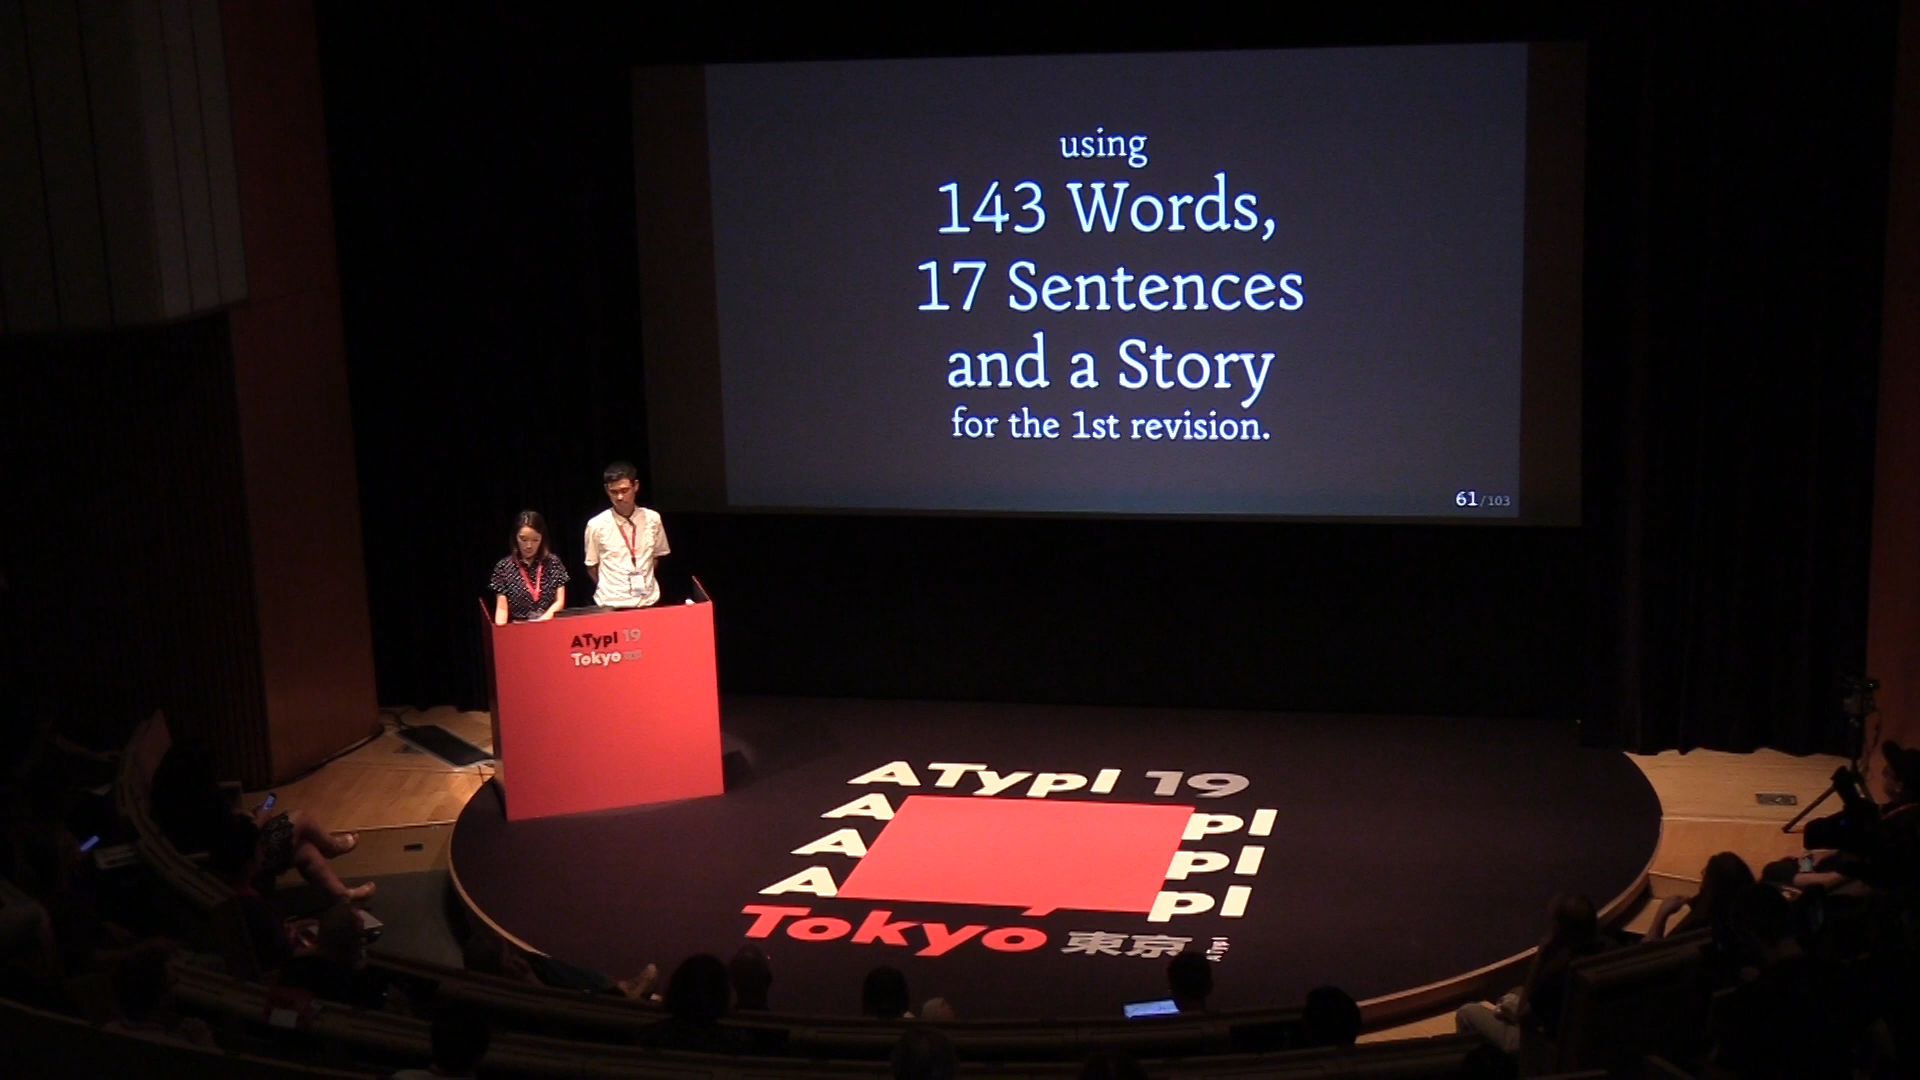 using
143 Words,
17 Sentences
and a Story
for the 1st revision.
61/103
ATypI 19
Tokyo
ATypI 19
A pI
A pI
A pI
Tokyo 東京 ATypI